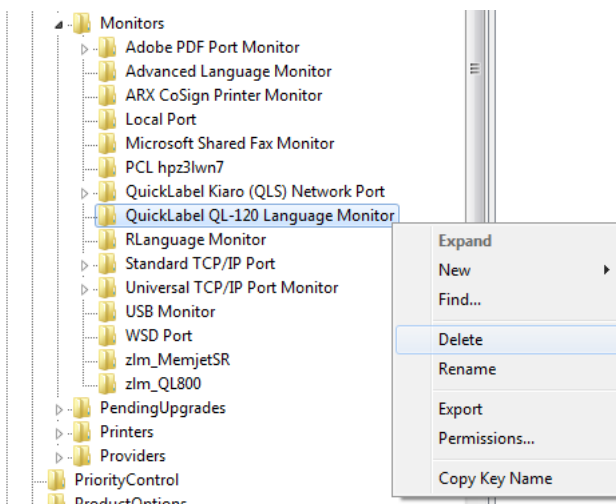 Monitors
Adobe PDF Port Monitor
Advanced Language Monitor
ARX CoSign Printer Monitor
Local Port
Microsoft Shared Fax Monitor
PCL hpz3lwn7
QuickLabel Kiaro (QLS) Network Port
QuickLabel QL-120 Language Monitor
RLanguage Monitor
Standard TCP/IP Port
Universal TCP/IP Port Monitor
USB Monitor
WSD Port
zlm_MemjetSR
zlm_QL800
PendingUpgrades
Printers
Providers
PriorityControl
ProductOptions
Expand
New
Find...
Delete
Rename
Export
Permissions...
Copy Key Name